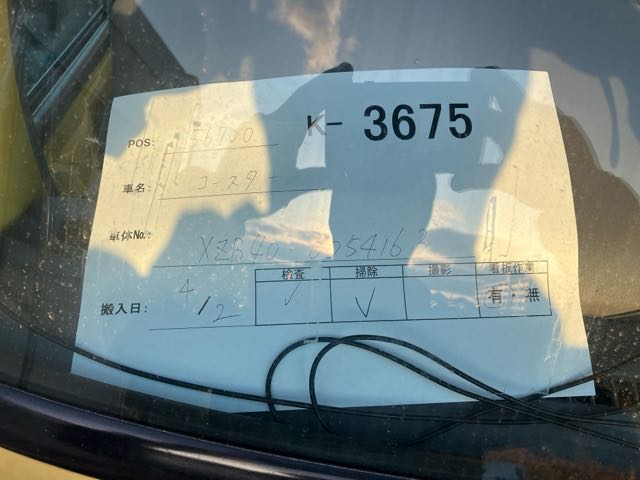 K- 3675
POS: 56700
車名: コースター
車体No.: XZB40-0054162
検査 掃除 撮影 看板作業
搬入日: 4/2 ✓ ✓ 有・無